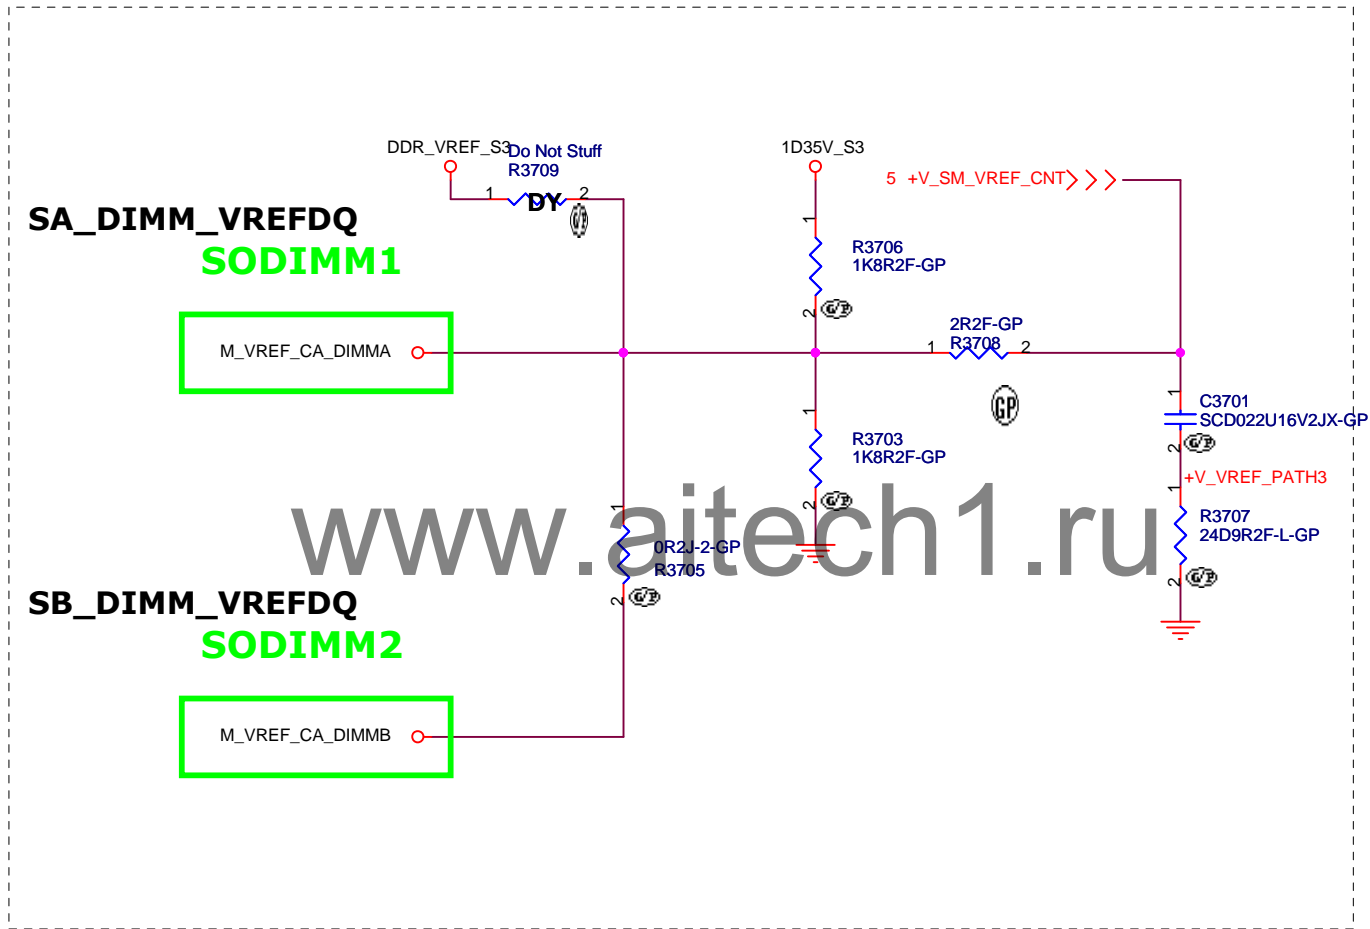 DDR_VREF_S3
Do Not Stuff
R3709
1
DY
2
G/P
1D35V_S3
5 +V_SM_VREF_CNT
SA_DIMM_VREFDQ
SODIMM1
1
R3706
1K8R2F-GP
2
G/P
M_VREF_CA_DIMMA
2R2F-GP
1
R3708
2
GP
1
C3701
SCD022U16V2JX-GP
2
G/P
1
R3703
1K8R2F-GP
2
G/P
+V_VREF_PATH3
1
R3707
24D9R2F-L-GP
2
G/P
www.aitech1.ru
1
0R2J-2-GP
R3705
2
G/P
SB_DIMM_VREFDQ
SODIMM2
M_VREF_CA_DIMMB